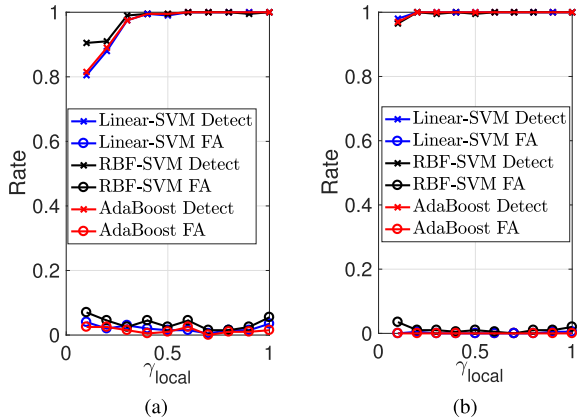 1
0.8
0.6
0.4
0.2
0
Rate
Linear-SVM Detect
Linear-SVM FA
RBF-SVM Detect
RBF-SVM FA
AdaBoost Detect
AdaBoost FA
0 0.5 1
γlocal
(a)
1
0.8
0.6
0.4
0.2
0
Rate
Linear-SVM Detect
Linear-SVM FA
RBF-SVM Detect
RBF-SVM FA
AdaBoost Detect
AdaBoost FA
0 0.5 1
γlocal
(b)